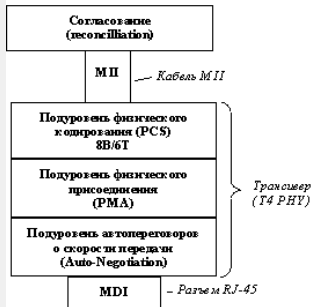 Согласование
(reconcilliation)
MII
Кабель MII
Подуровень физического
кодирования (PCS)
8B/6T
Подуровень физического
присоединения
(PMA)
Трансивер
(T4 PHY)
Подуровень автопереговоров
о скорости передачи
(Auto-Negotiation)
MDI
Разъем RJ-45